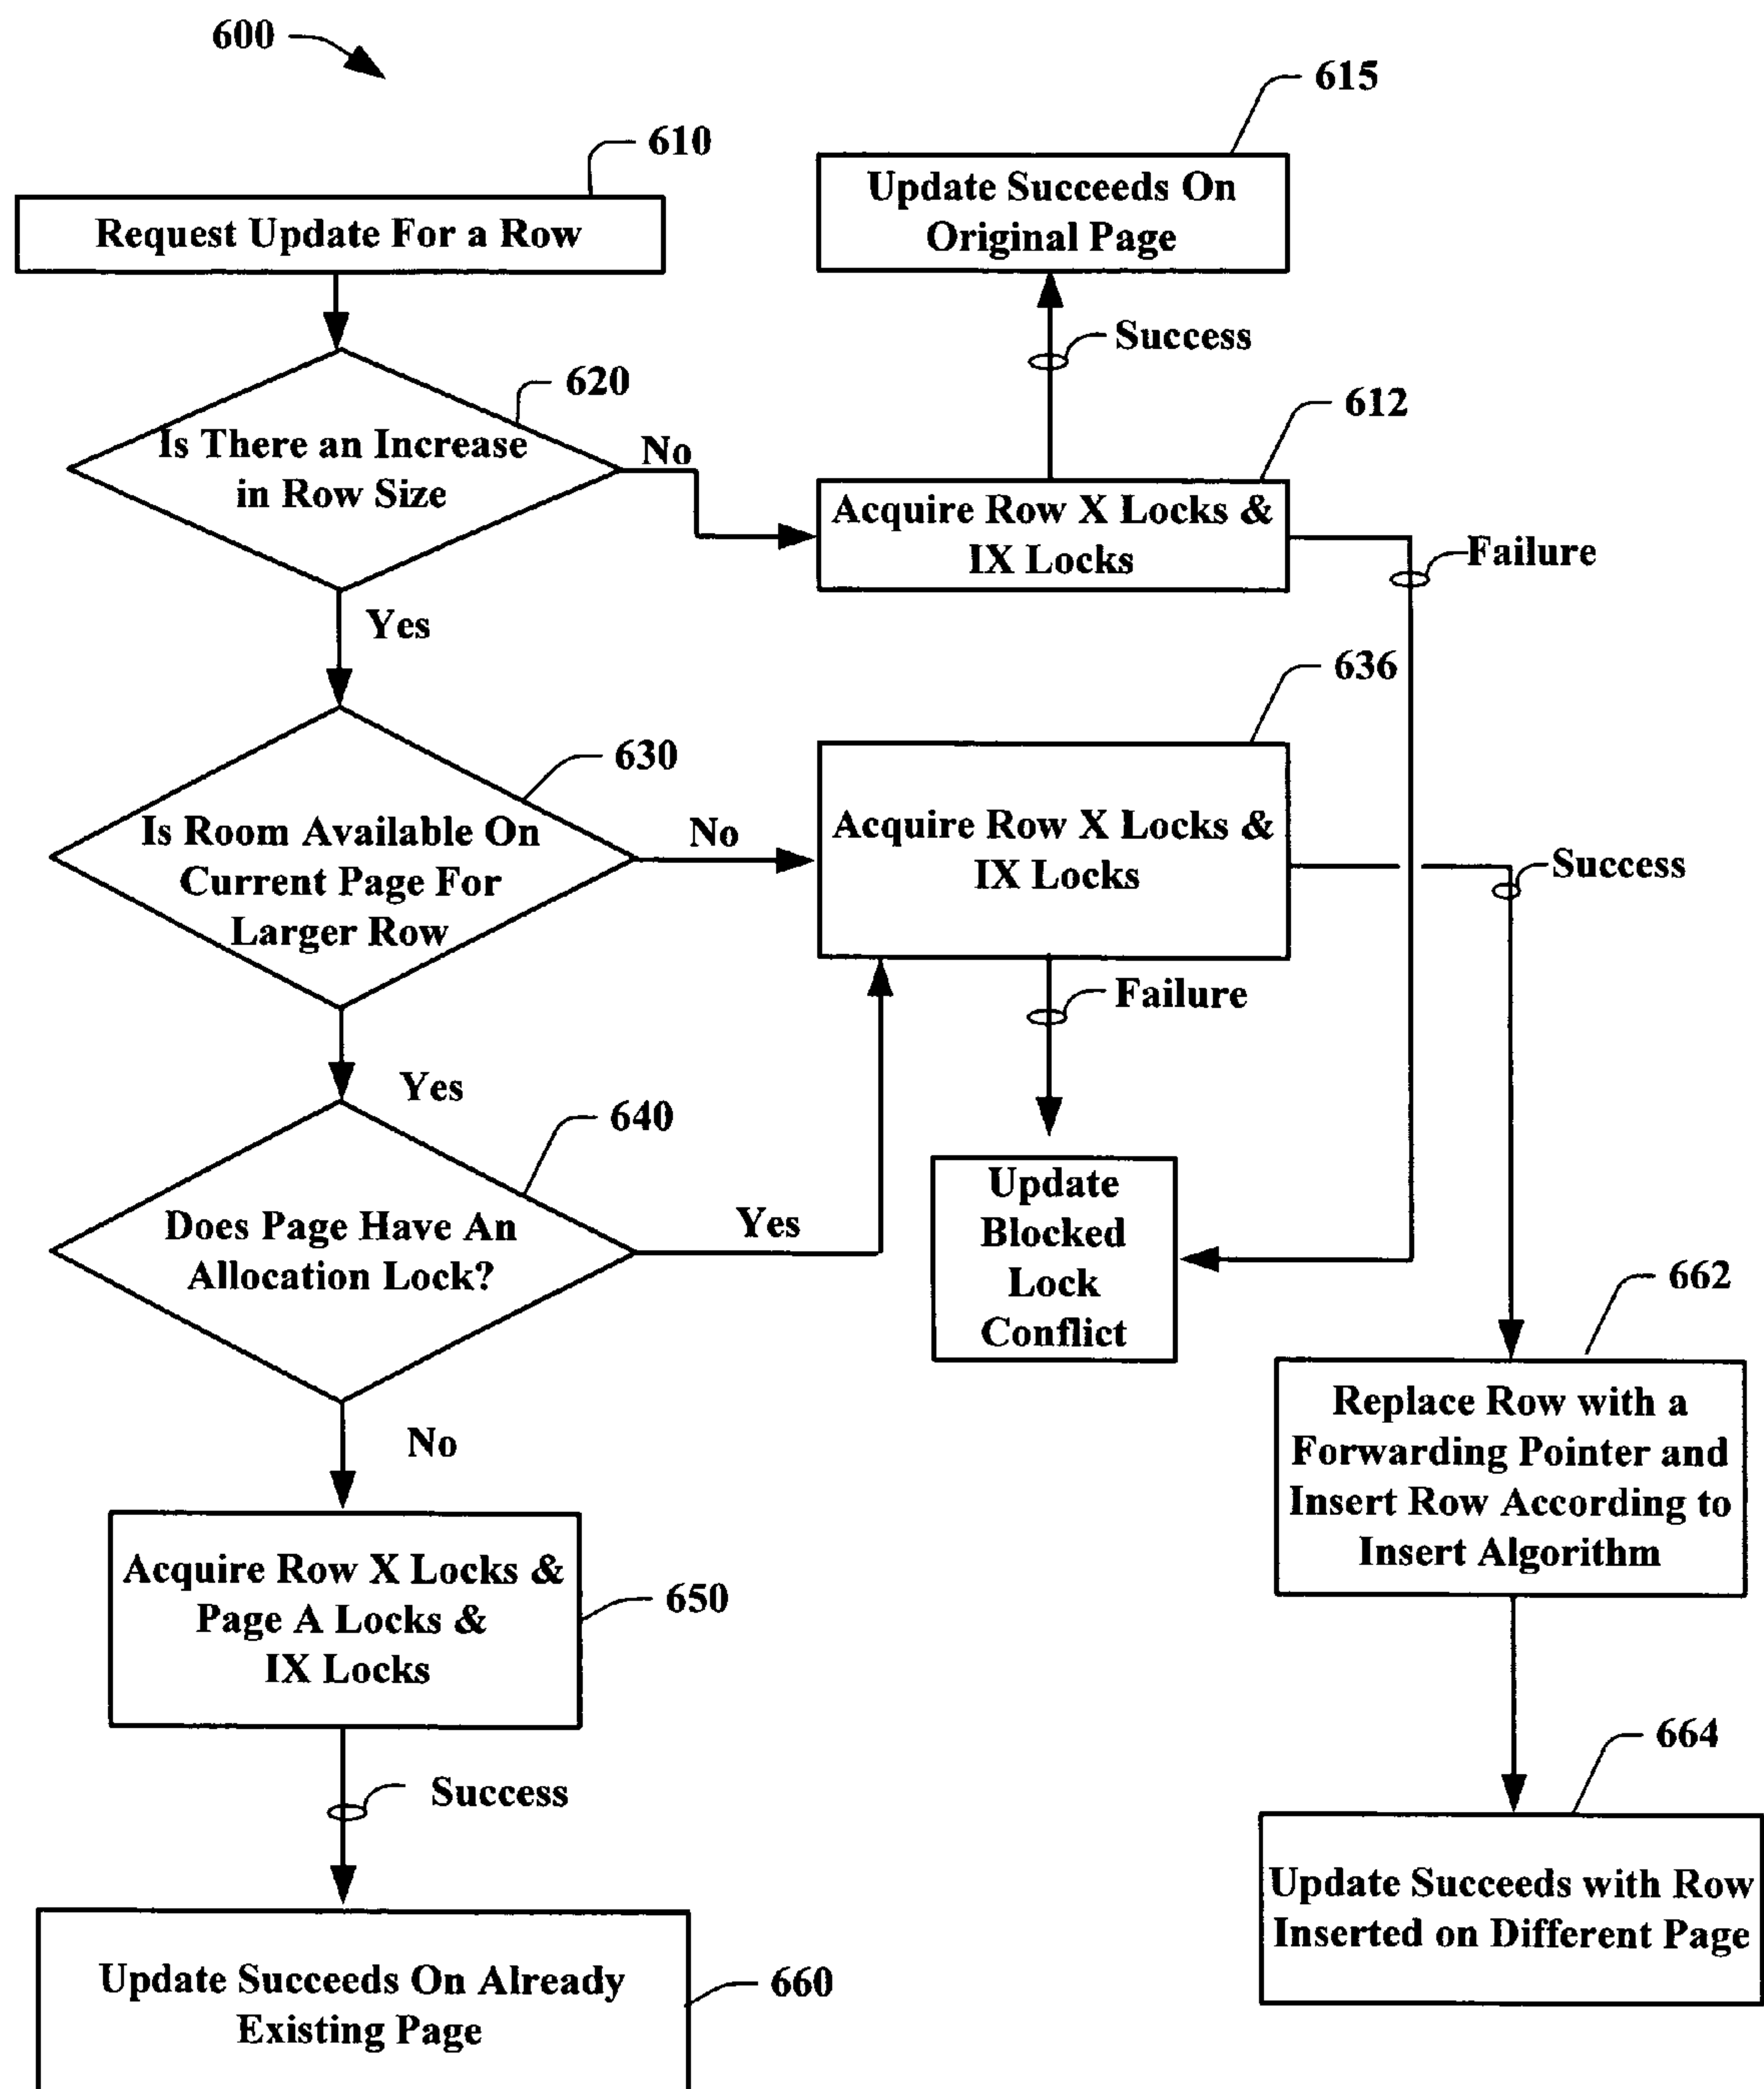 600
615
610
Update Succeeds On
Original Page
Request Update For a Row
Success
620
612
Is There an Increase
in Row Size
No
Acquire Row X Locks &
IX Locks
Failure
Yes
636
630
Is Room Available On
Current Page For
Larger Row
No
Acquire Row X Locks &
IX Locks
Success
Failure
Yes
640
Does Page Have An
Allocation Lock?
Yes
Update
Blocked
Lock
Conflict
662
No
Replace Row with a
Forwarding Pointer and
Insert Row According to
Insert Algorithm
Acquire Row X Locks &
Page A Locks &
IX Locks
650
664
Success
Update Succeeds with Row
Inserted on Different Page
Update Succeeds On Already
Existing Page
660